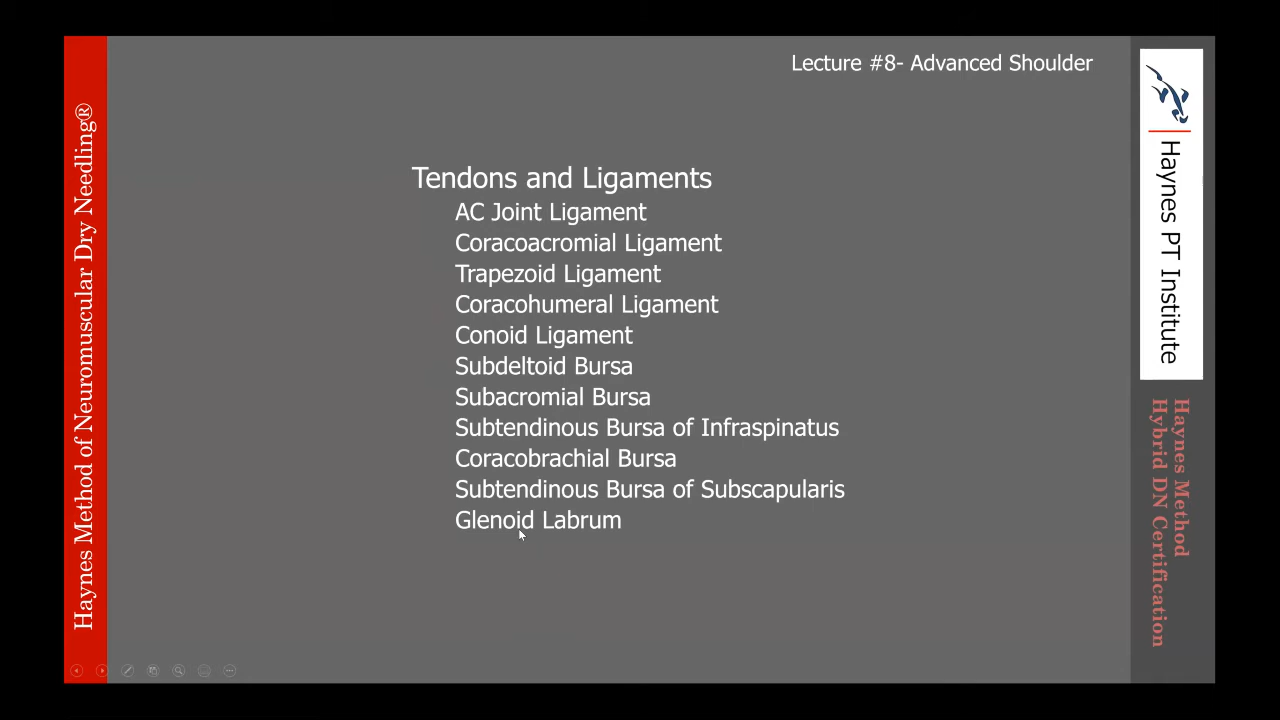 Lecture #8- Advanced Shoulder
Tendons and Ligaments
AC Joint Ligament
Coracoacromial Ligament
Trapezoid Ligament
Coracohumeral Ligament
Conoid Ligament
Subdeltoid Bursa
Subacromial Bursa
Subtendinous Bursa of Infraspinatus
Coracobrachial Bursa
Subtendinous Bursa of Subscapularis
Glenoid Labrum
Haynes Method of Neuromuscular Dry Needling®
Haynes PT Institute
Haynes Method
Hybrid DN Certification